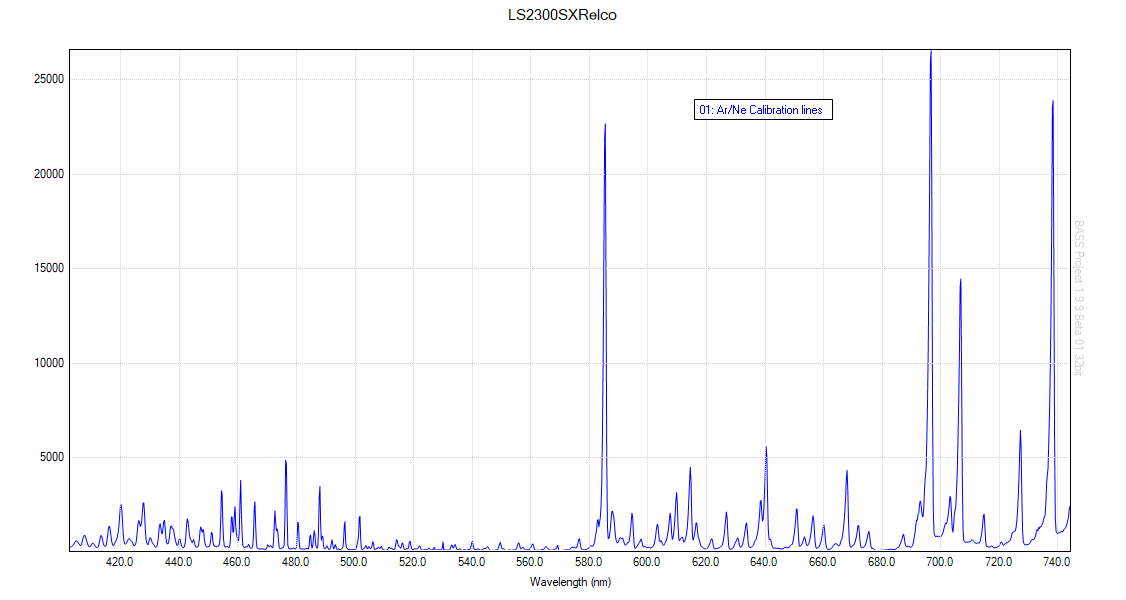 LS2300SXRelco
25000
01: Ar/Ne Calibration lines
20000
15000
10000
5000
BASS Project 1.9.9 Beta 01 32bit
420.0 440.0 460.0 480.0 500.0 520.0 540.0 560.0 580.0 600.0 620.0 640.0 660.0 680.0 700.0 720.0 740.0
Wavelength (nm)